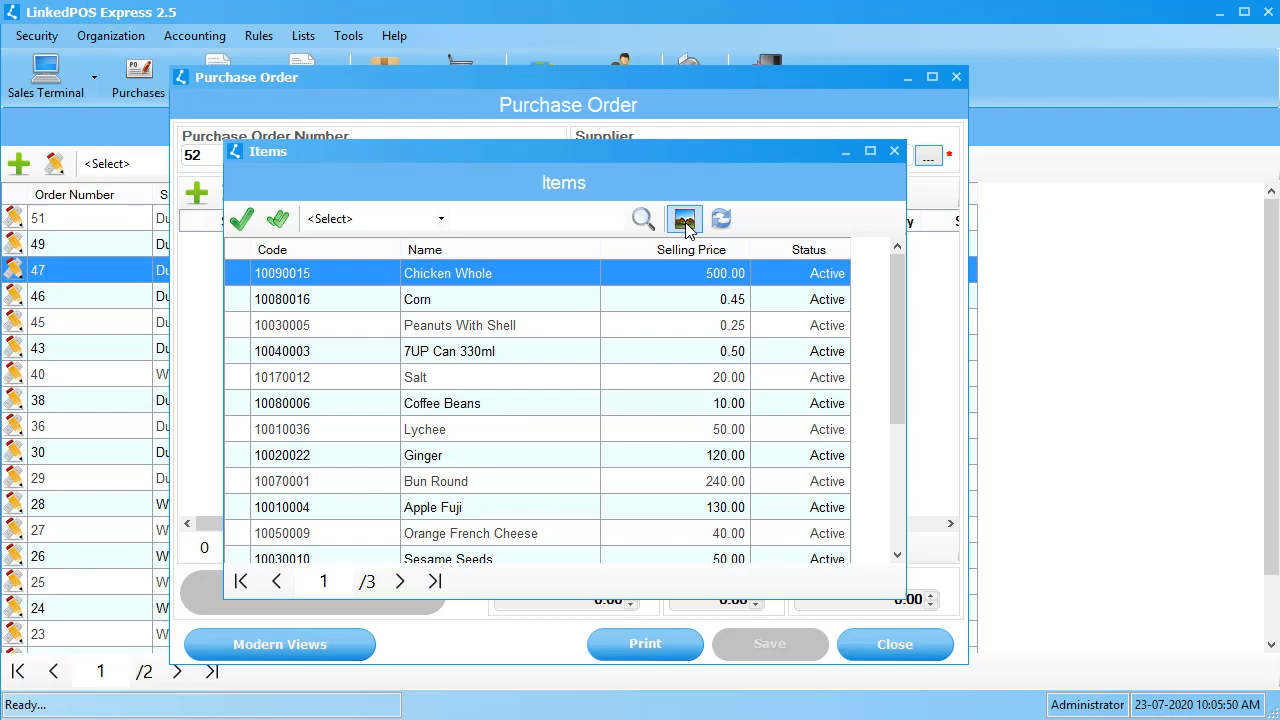 LinkedPOS Express 2.5
Security Organization Accounting Rules Lists Tools Help
Sales Terminal Purchases
Purchase Order
Purchase Order
Purchase Order Number Supplier
52 ... *
<Select>
Order Number
51
49
47
46
45
43
40
38
36
30
29
28
27
26
25
24
23
Items
Items
<Select>
Code Name Selling Price Status
10090015 Chicken Whole 500.00 Active
10080016 Corn 0.45 Active
10030005 Peanuts With Shell 0.25 Active
10040003 7UP Can 330ml 0.50 Active
10170012 Salt 20.00 Active
10080006 Coffee Beans 10.00 Active
10010036 Lychee 50.00 Active
10020022 Ginger 120.00 Active
10070001 Bun Round 240.00 Active
10010004 Apple Fuji 130.00 Active
10050009 Orange French Cheese 40.00 Active
10030010 Sesame Seeds 50.00 Active
1 /3
0
0.00 0.00 0.00
Modern Views Print Save Close
1 /2
Ready... Administrator 23-07-2020 10:05:50 AM